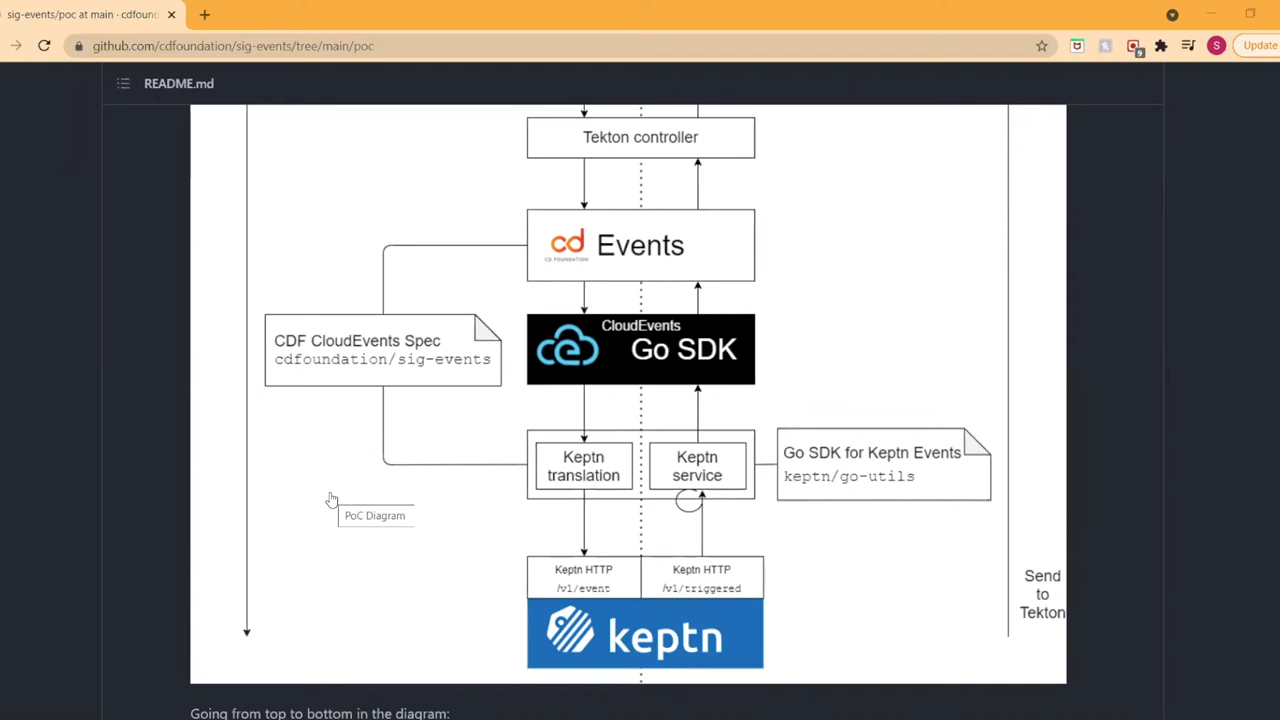 sig-events/poc at main · cdfound
github.com/cdfoundation/sig-events/tree/main/poc
9
S
Update
README.md
Tekton controller
cd
CD.FOUNDATION
Events
CloudEvents
Go SDK
CDF CloudEvents Spec
cdfoundation/sig-events
Keptn
translation
Keptn
service
Go SDK for Keptn Events
keptn/go-utils
PoC Diagram
Keptn HTTP
/v1/event
Keptn HTTP
/v1/triggered
keptn
Send
to
Tekton
Going from top to bottom in the diagram: